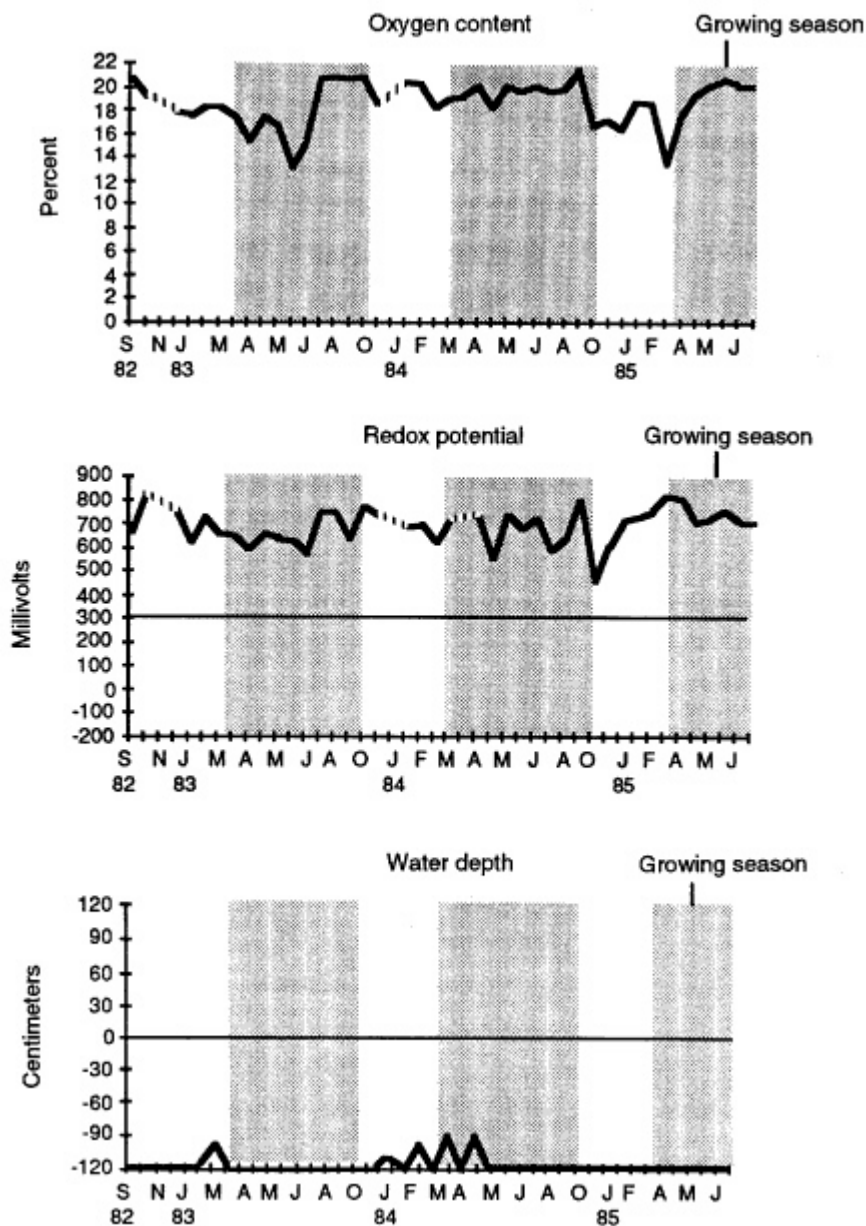 Oxygen content Growing season
Percent
22
20
18
16
14
12
10
8
6
4
2
0
S N J M A J A O J F M A M J A O J F A M J
82 83 84 85
Redox potential Growing season
Millivolts
900
800
700
600
500
400
300
200
100
0
-100
-200
S N J M A J A O J F M A M J A O J F A M J
82 83 84 85
Water depth Growing season
Centimeters
120
90
60
30
0
-30
-60
-90
-120
S N J M A M J A O J F M A M J A O J F A M J
82 83 84 85